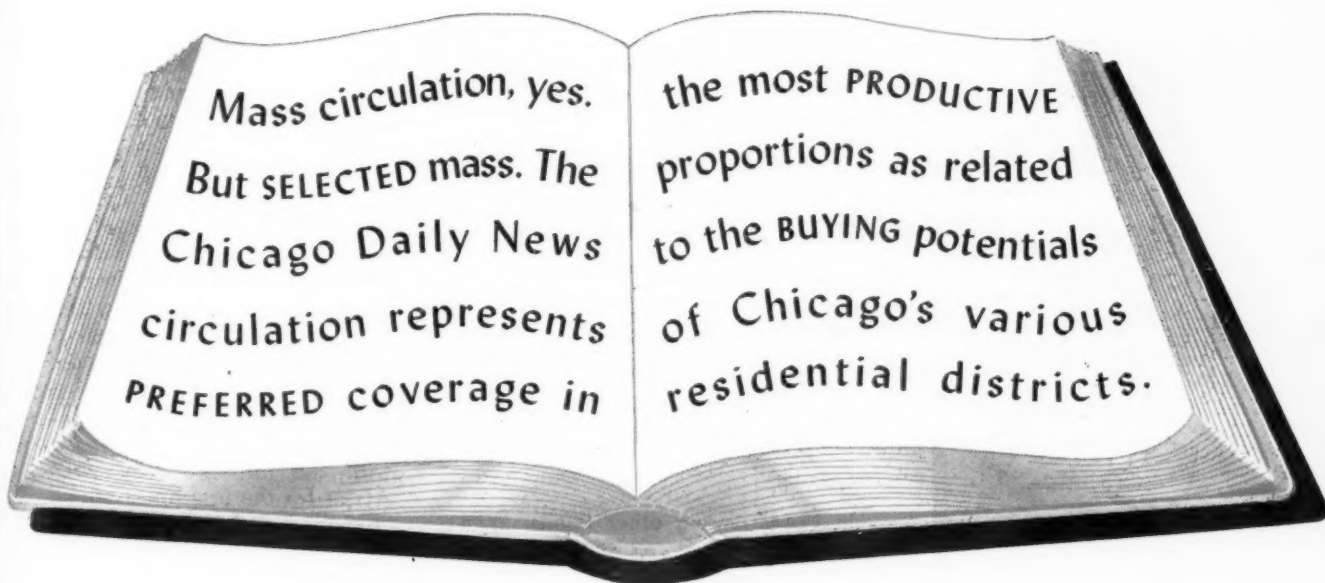 Mass circulation, yes.
But SELECTED mass. The
Chicago Daily News
circulation represents
PREFERRED coverage in
the most PRODUCTIVE
proportions as related
to the BUYING potentials
of Chicago's various
residential districts.